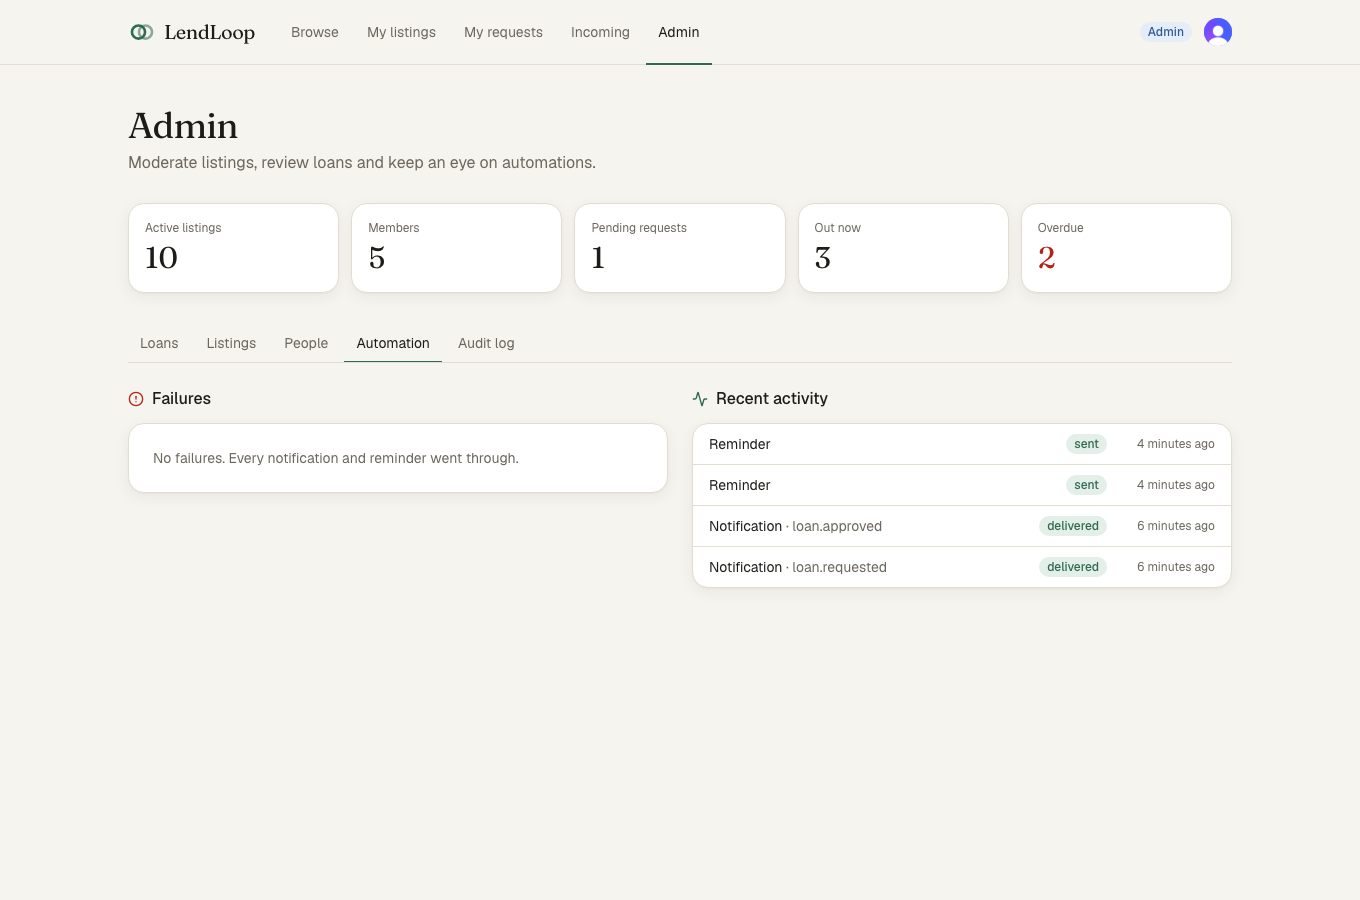 LendLoop
Browse
My listings
My requests
Incoming
Admin
Admin
Admin
Moderate listings, review loans and keep an eye on automations.
Active listings
10
Members
5
Pending requests
1
Out now
3
Overdue
2
Loans
Listings
People
Automation
Audit log
Failures
No failures. Every notification and reminder went through.
Recent activity
Reminder sent 4 minutes ago
Reminder sent 4 minutes ago
Notification · loan.approved delivered 6 minutes ago
Notification · loan.requested delivered 6 minutes ago